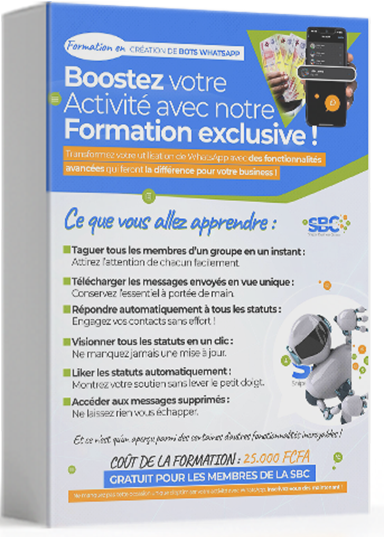 Formation en CRÉATION DE BOTS WHATSAPP
Boostez votre
Activité avec notre
Formation exclusive !
Transformez votre utilisation de WhatsApp avec des fonctionnalités
avancées qui feront la différence pour votre business !
Ce que vous allez apprendre :
SBC
Taguer tous les membres d'un groupe en un instant :
Attirez l'attention de chacun facilement.
Télécharger les messages envoyés en vue unique :
Conservez l'essentiel à portée de main.
Répondre automatiquement à tous les statuts :
Engagez vos contacts sans effort !
Visionner tous les statuts en un clic :
Ne manquez jamais une mise à jour.
Liker les statuts automatiquement :
Montrez votre soutien sans lever le petit doigt.
Accéder aux messages supprimés :
Ne laissez rien vous échapper.
Et ce n'est qu'un aperçu parmi des centaines d'autres fonctionnalités incroyables !
COÛT DE LA FORMATION : 25.000 FCFA
GRATUIT POUR LES MEMBRES DE LA SBC